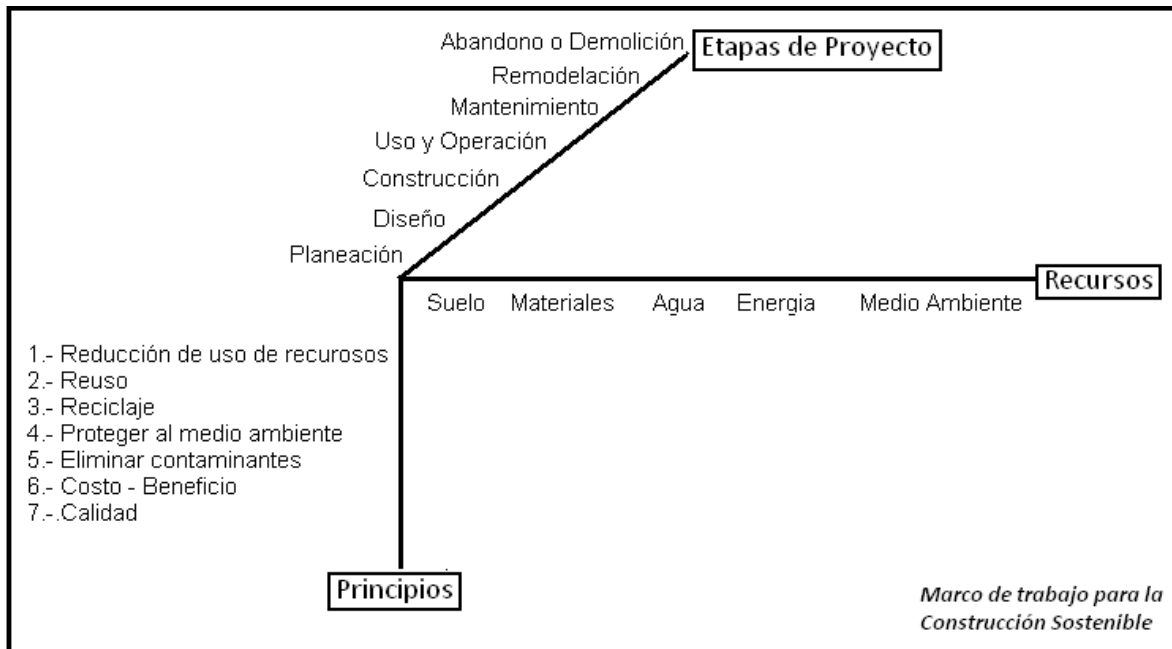 Abandono o Demolición
Etapas de Proyecto
Remodelación
Mantenimiento
Uso y Operación
Construcción
Diseño
Planeación
Recursos
Suelo Materiales Agua Energia Medio Ambiente
1.- Reducción de uso de recurosos
2.- Reuso
3.- Reciclaje
4.- Proteger al medio ambiente
5.- Eliminar contaminantes
6.- Costo - Beneficio
7.-.Calidad
Principios
Marco de trabajo para la
Construcción Sostenible